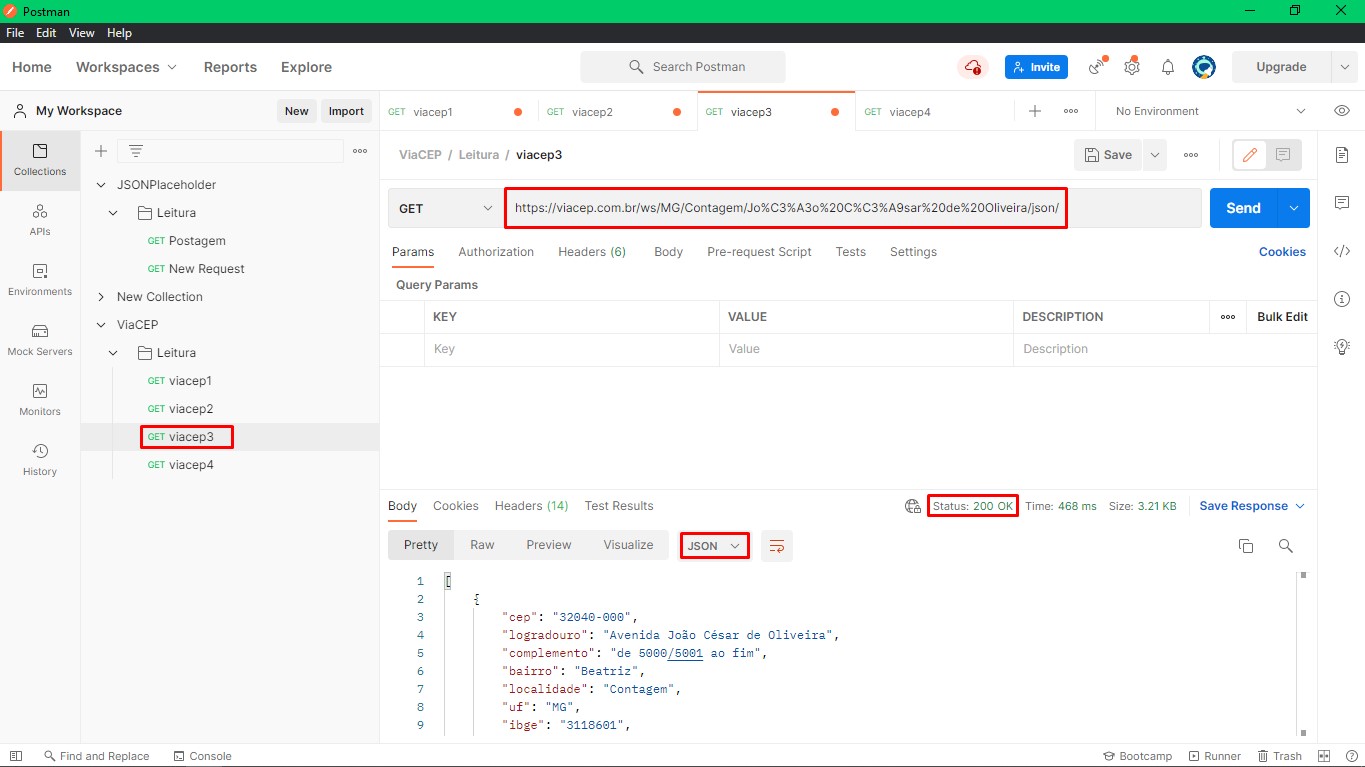 Postman
File Edit View Help
Home Workspaces Reports Explore Search Postman Invite Upgrade
My Workspace New Import
GET viacep1 GET viacep2 GET viacep3 GET viacep4 No Environment
Collections
APIs
Environments
Mock Servers
Monitors
History
JSONPlaceholder
Leitura
GET Postagem
GET New Request
New Collection
ViaCEP
Leitura
GET viacep1
GET viacep2
GET viacep3
GET viacep4
ViaCEP / Leitura / viacep3 Save
GET https://viacep.com.br/ws/MG/Contagem/Jo%C3%A3o%20C%C3%A9sar%20de%20Oliveira/json/ Send
Params Authorization Headers (6) Body Pre-request Script Tests Settings Cookies
Query Params
KEY VALUE DESCRIPTION Bulk Edit
Key Value Description
Body Cookies Headers (14) Test Results Status: 200 OK Time: 468 ms Size: 3.21 KB Save Response
Pretty Raw Preview Visualize JSON
1 [
2 {
3 "cep": "32040-000",
4 "logradouro": "Avenida João César de Oliveira",
5 "complemento": "de 5000/5001 ao fim",
6 "bairro": "Beatriz",
7 "localidade": "Contagem",
8 "uf": "MG",
9 "ibge": "3118601",
Find and Replace Console Bootcamp Runner Trash